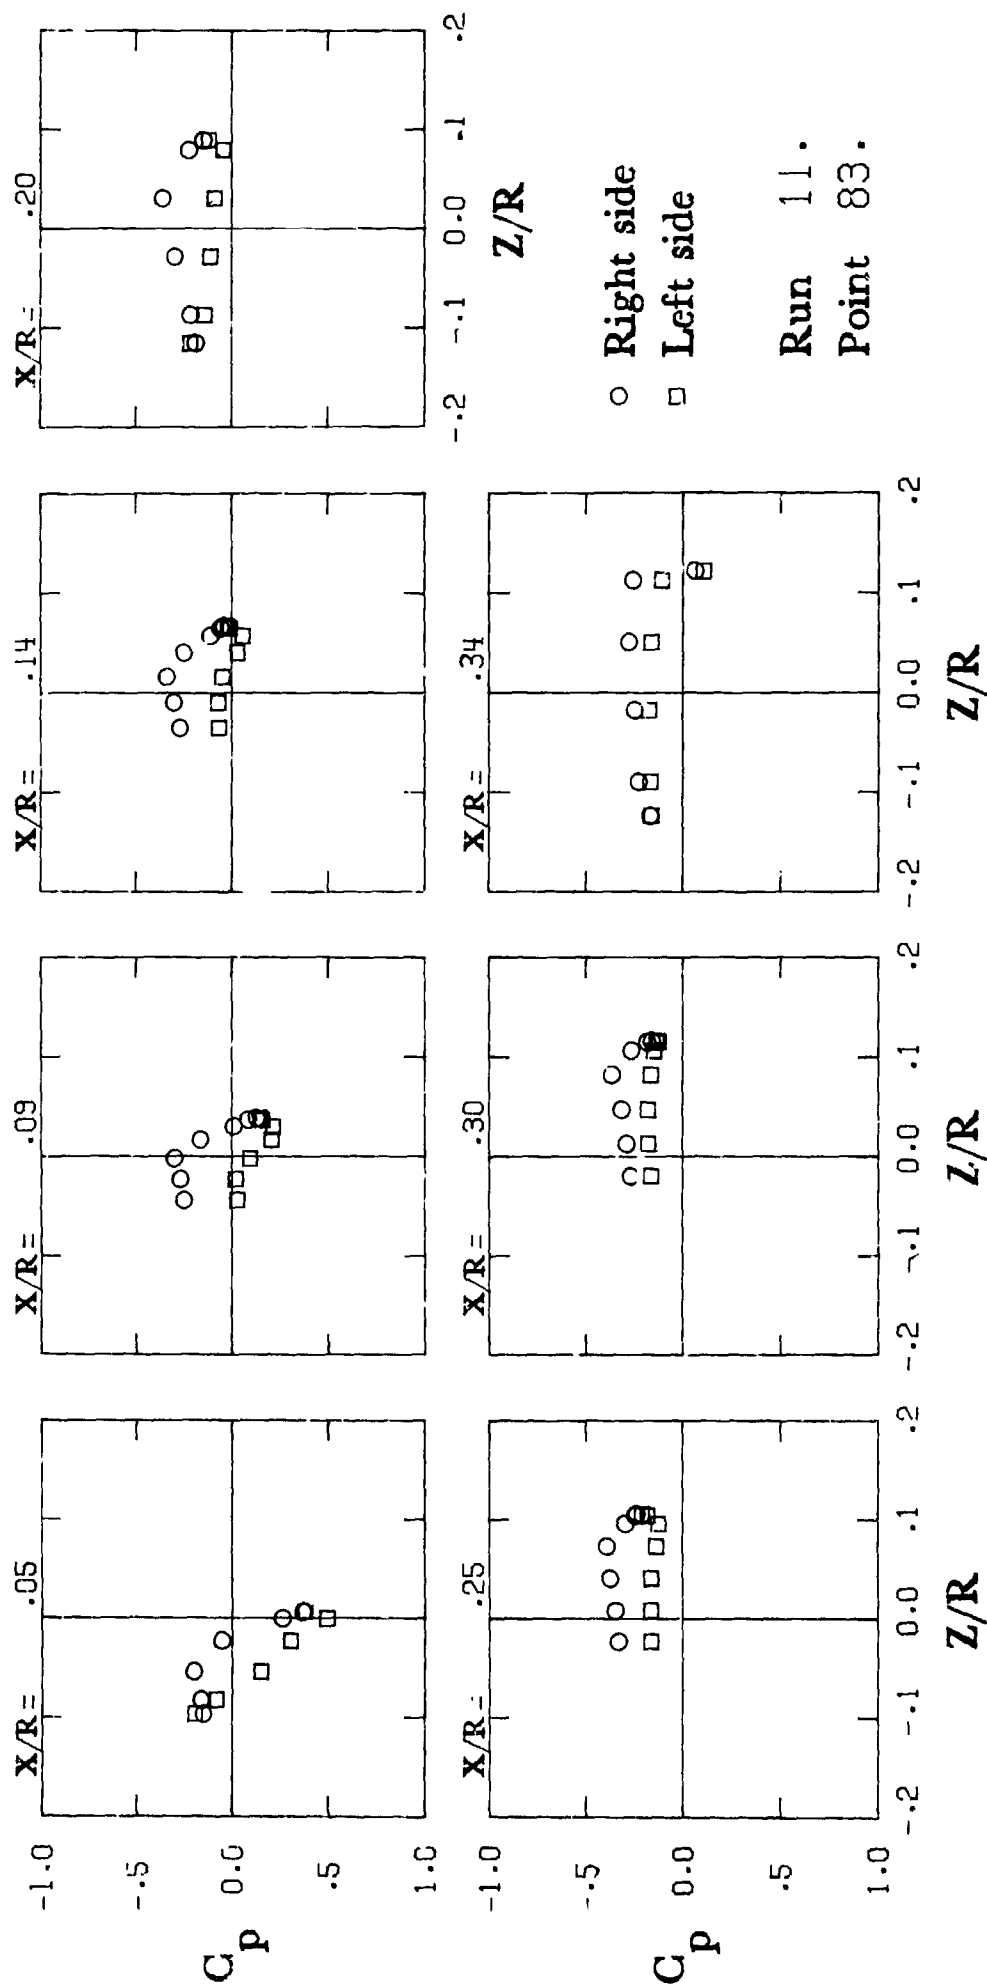 X/R = .05
X/R = .09
X/R = .14
X/R = .20
-1.0
-.5
0.0
.5
1.0
Cp
-.2 -.1 0.0 .1 .2
Z/R
X/R = .25
X/R = .30
X/R = .34
-1.0
-.5
0.0
.5
1.0
Cp
-.2 -.1 0.0 .1 .2
Z/R
-.2 -.1 0.0 .1 .2
Z/R
-.2 -.1 0.0 .1 .2
Z/R
Right side
Left side
Run 11.
Point 83.